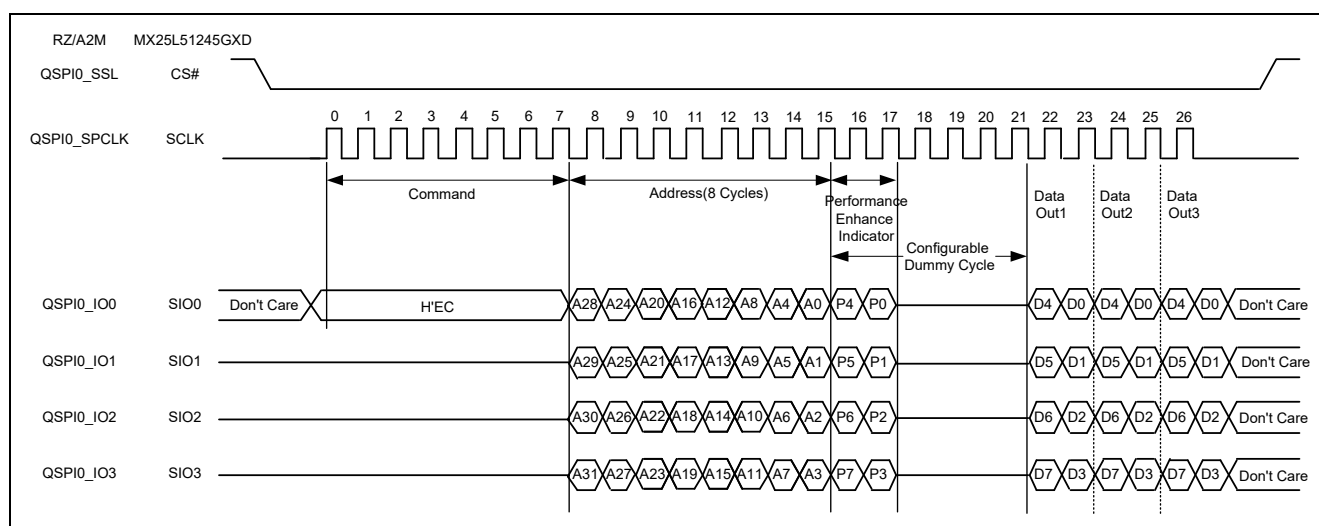 RZ/A2M MX25L51245GXD
QSPI0_SSL CS#
0 1 2 3 4 5 6 7 8 9 10 11 12 13 14 15 16 17 18 19 20 21 22 23 24 25 26
QSPI0_SPCLK SCLK
Command
Address(8 Cycles)
Performance
Enhance
Indicator
Configurable
Dummy Cycle
Data
Out1
Data
Out2
Data
Out3
QSPI0_IO0 SIO0 Don't Care H'EC A28 A24 A20 A16 A12 A8 A4 A0 P4 P0 D4 D0 D4 D0 D4 D0 Don't Care
QSPI0_IO1 SIO1 A29 A25 A21 A17 A13 A9 A5 A1 P5 P1 D5 D1 D5 D1 D5 D1 Don't Care
QSPI0_IO2 SIO2 A30 A26 A22 A18 A14 A10 A6 A2 P6 P2 D6 D2 D6 D2 D6 D2 Don't Care
QSPI0_IO3 SIO3 A31 A27 A23 A19 A15 A11 A7 A3 P7 P3 D7 D3 D7 D3 D7 D3 Don't Care